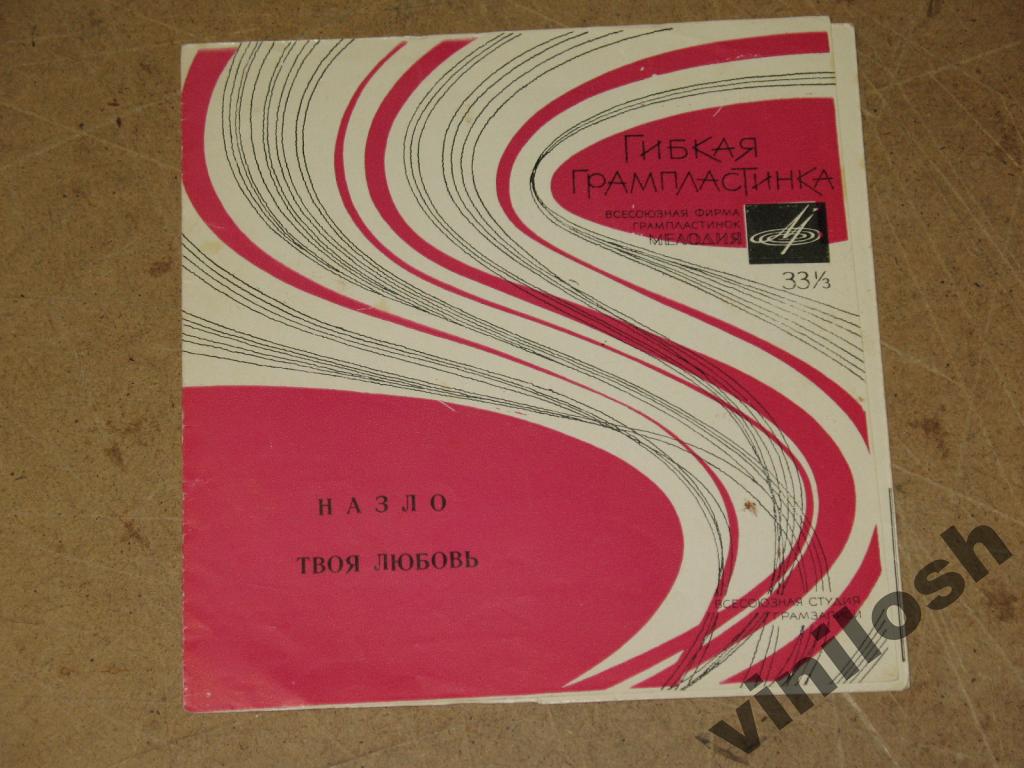 ГИБКАЯ
ГРАМПЛАСТИНКА
ВСЕСОЮЗНАЯ ФИРМА
ГРАМПЛАСТИНОК
МЕЛОДИЯ
33⅓
НАЗЛО
ТВОЯ ЛЮБОВЬ
ВСЕСОЮЗНАЯ СТУДИЯ
ГРАМЗАПИСИ
vinilosh